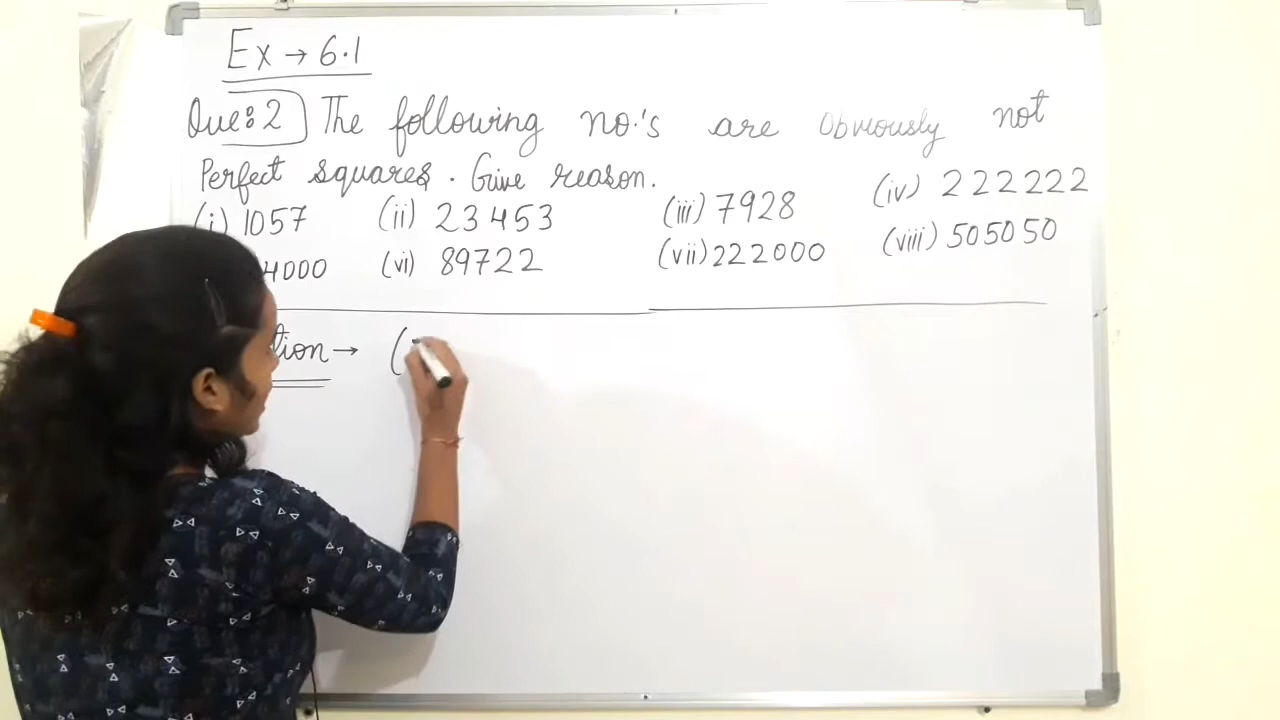 Ex → 6.1
Que:2 The following no.'s are obviously not
Perfect squares. Give reason.
(i) 1057 (ii) 23453 (iii) 7928 (iv) 222222
4000 (vi) 89722 (vii) 222000 (viii) 505050
tion → (